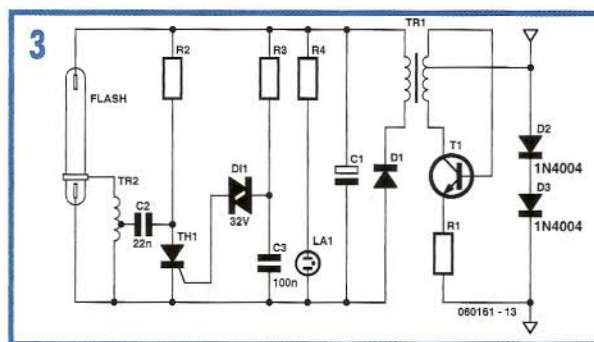 3
TR1
R2
R3
R4
FLASH
D2
1N4004
TR2
DI1
C1
D1
T1
D3
1N4004
C2
22n
32V
TH1
C3
100n
LA1
R1
060161 - 13